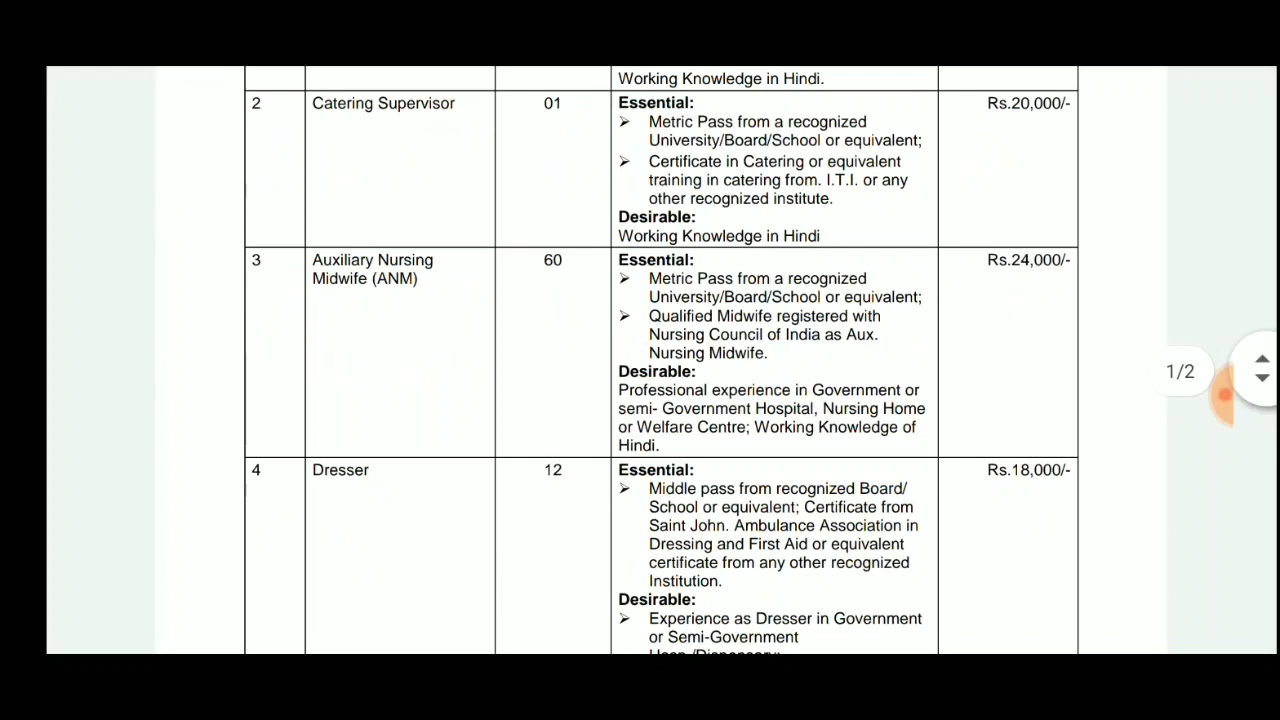 Working Knowledge in Hindi.
2 Catering Supervisor 01 Essential: Rs.20,000/-
➢ Metric Pass from a recognized
University/Board/School or equivalent;
➢ Certificate in Catering or equivalent
training in catering from. I.T.I. or any
other recognized institute.
Desirable:
Working Knowledge in Hindi
3 Auxiliary Nursing 60 Essential: Rs.24,000/-
Midwife (ANM) ➢ Metric Pass from a recognized
University/Board/School or equivalent;
➢ Qualified Midwife registered with
Nursing Council of India as Aux.
Nursing Midwife.
Desirable:
Professional experience in Government or
semi- Government Hospital, Nursing Home
or Welfare Centre; Working Knowledge of
Hindi.
4 Dresser 12 Essential: Rs.18,000/-
➢ Middle pass from recognized Board/
School or equivalent; Certificate from
Saint John. Ambulance Association in
Dressing and First Aid or equivalent
certificate from any other recognized
Institution.
Desirable:
➢ Experience as Dresser in Government
or Semi-Government
1/2